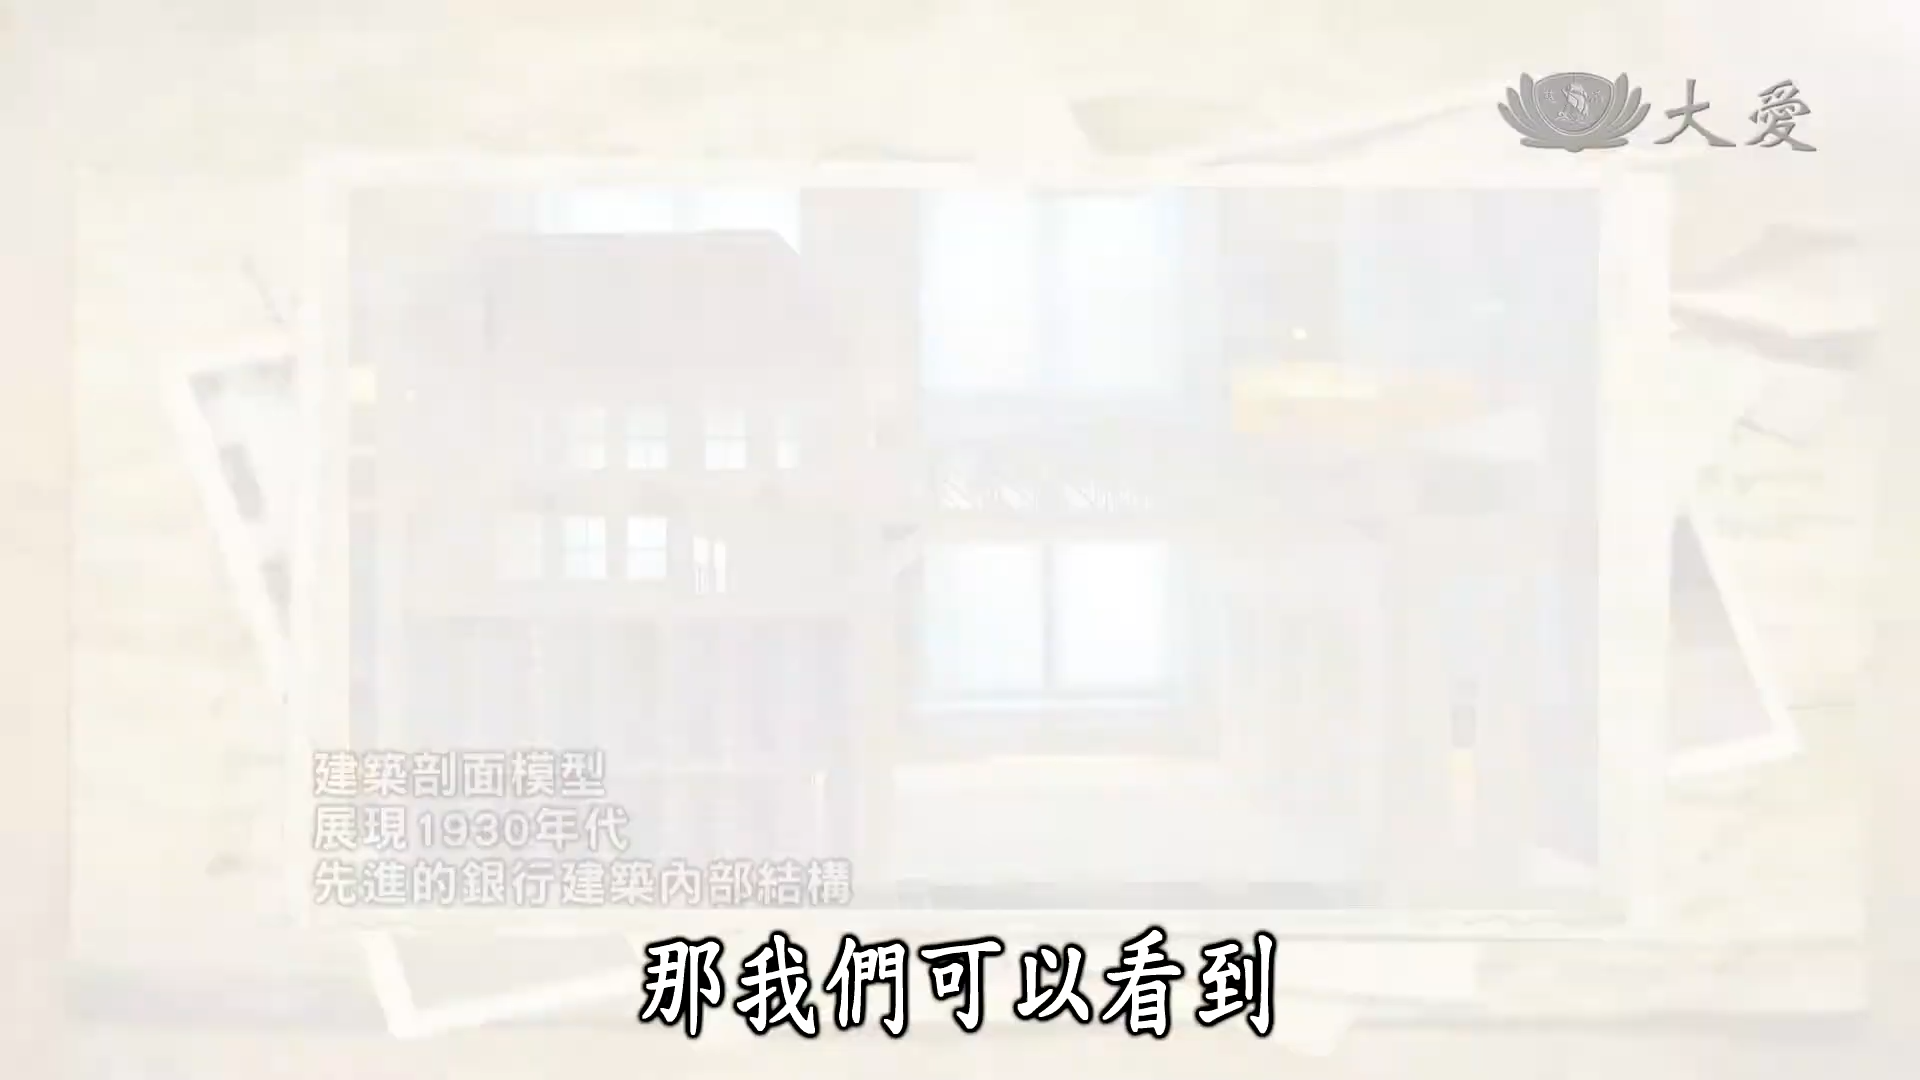 大愛
建築剖面模型
展現1930年代
先進的銀行建築內部結構
那我們可以看到